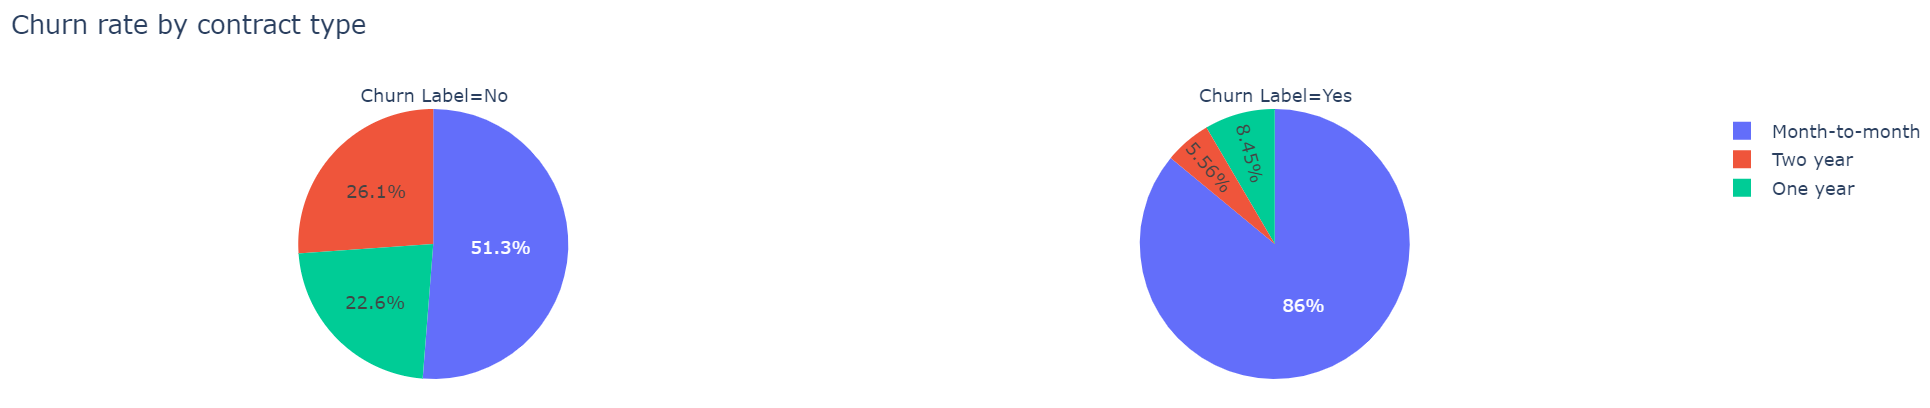 Churn rate by contract type
Churn Label=No
Churn Label=Yes
26.1%
51.3%
22.6%
5.56%
8.45%
86%
Month-to-month
Two year
One year